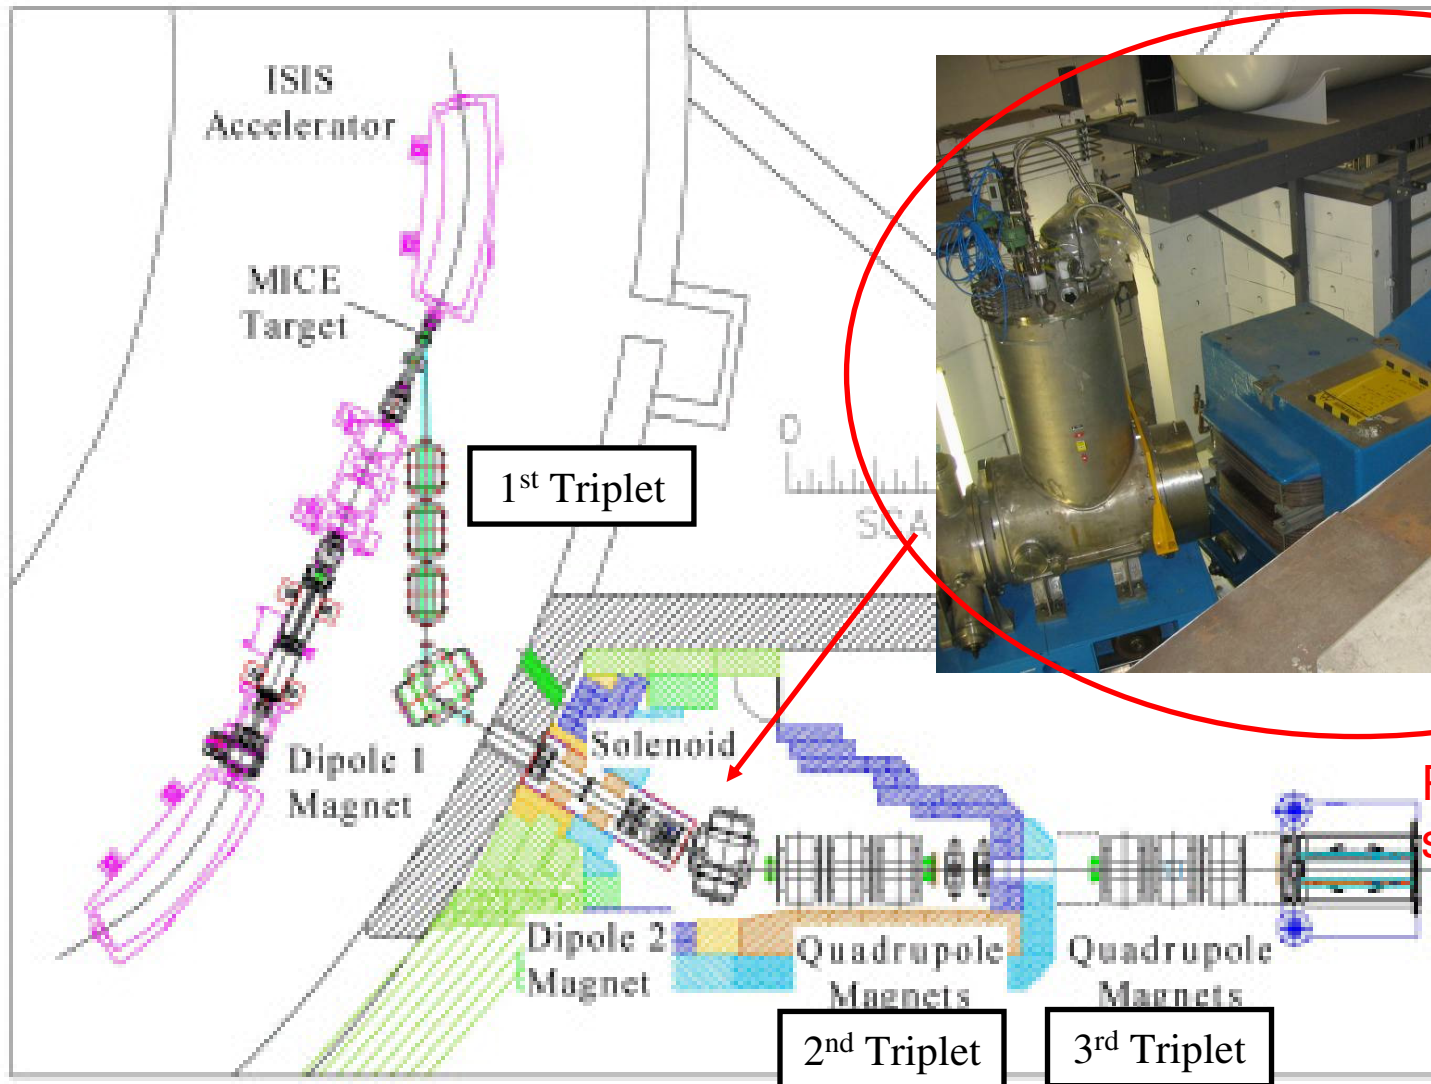 ISIS
Accelerator
MICE
Target
1st Triplet
0
Dipole 1
Magnet
Solenoid
Dipole 2
Magnet
Quadrupole
Magnets
Quadrupole
Magnets
2nd Triplet
3rd Triplet